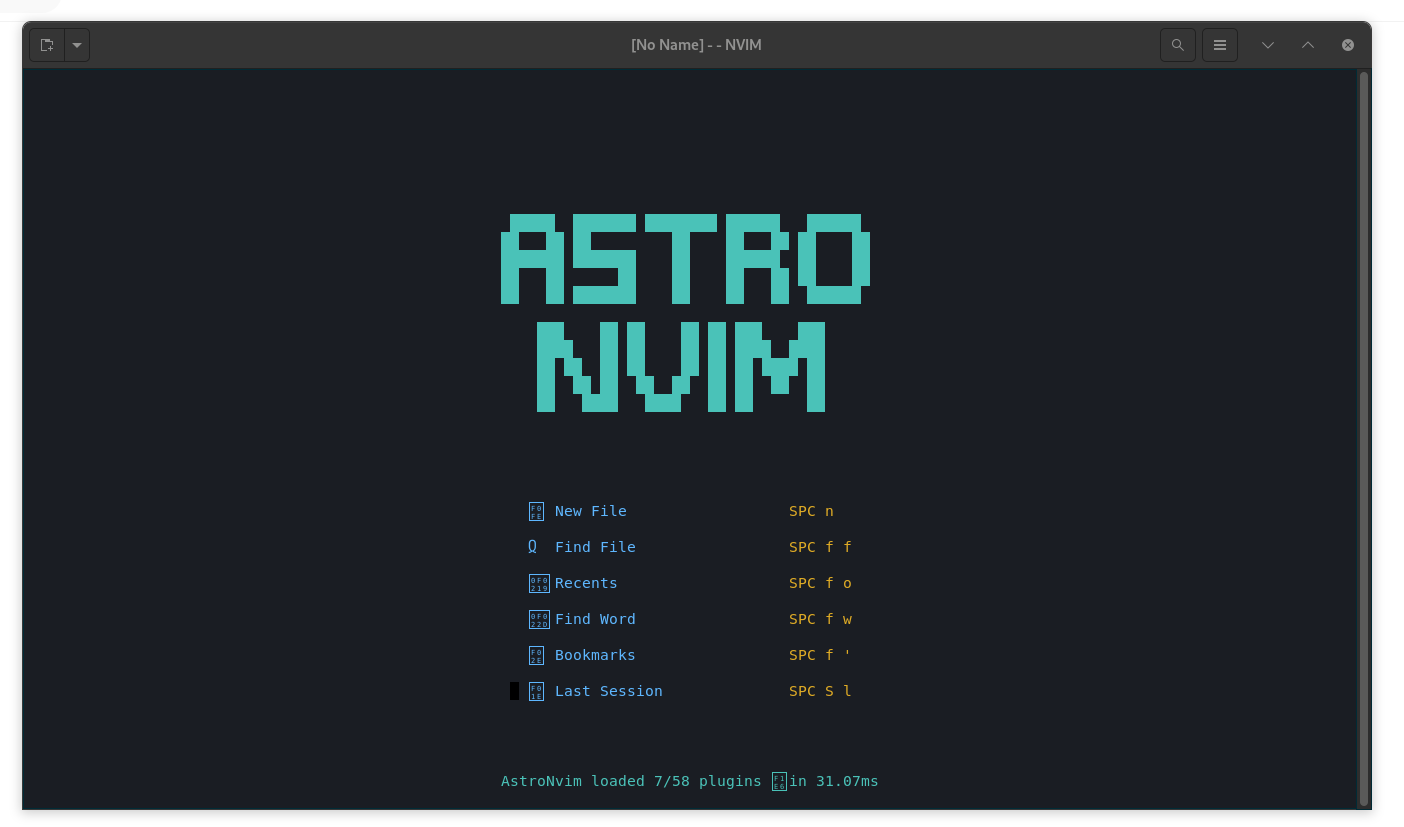 [No Name] - - NVIM
ASTRO
NVIM
New File SPC n
Find File SPC f f
Recents SPC f o
Find Word SPC f w
Bookmarks SPC f '
Last Session SPC S l
AstroNvim loaded 7/58 plugins in 31.07ms